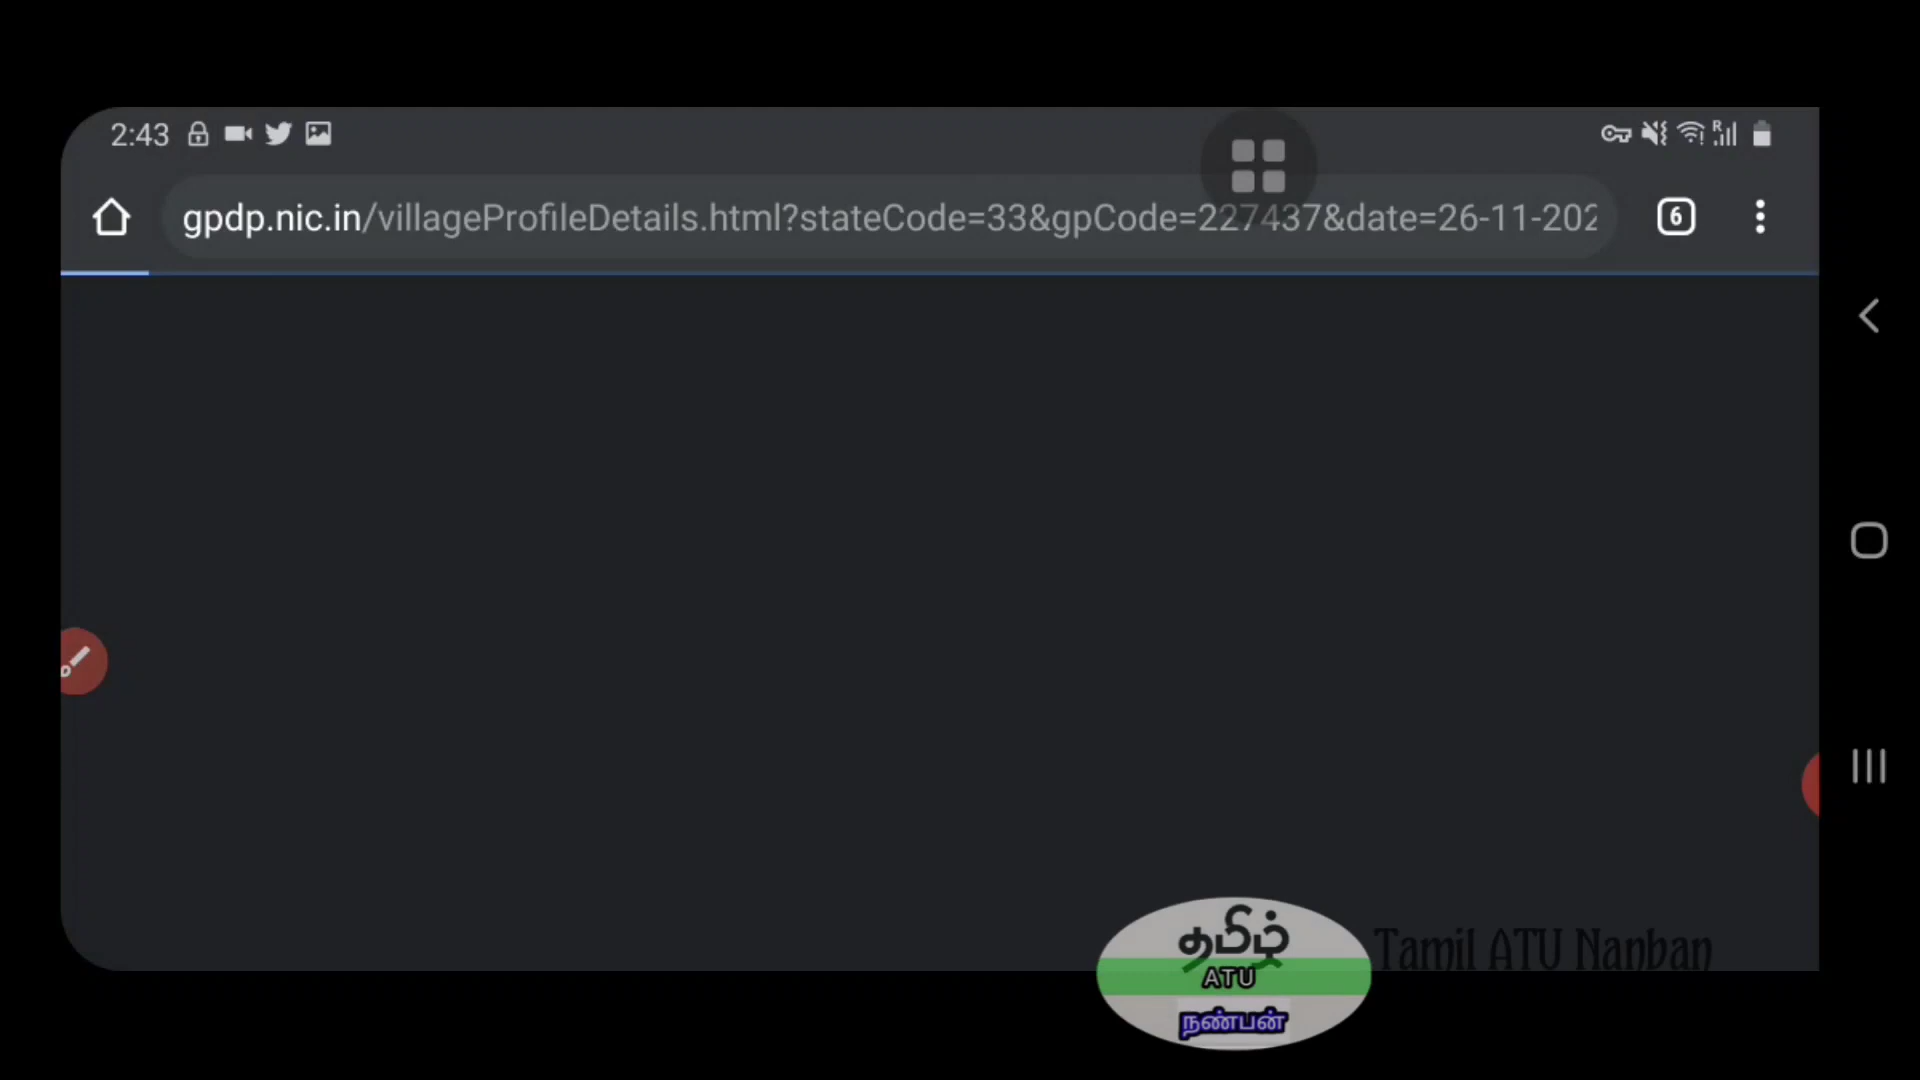 2:43
R
gpdp.nic.in/villageProfileDetails.html?stateCode=33&gpCode=227437&date=26-11-202
6
தமிழ்
ATU
நண்பன்
Tamil ATU Nanban